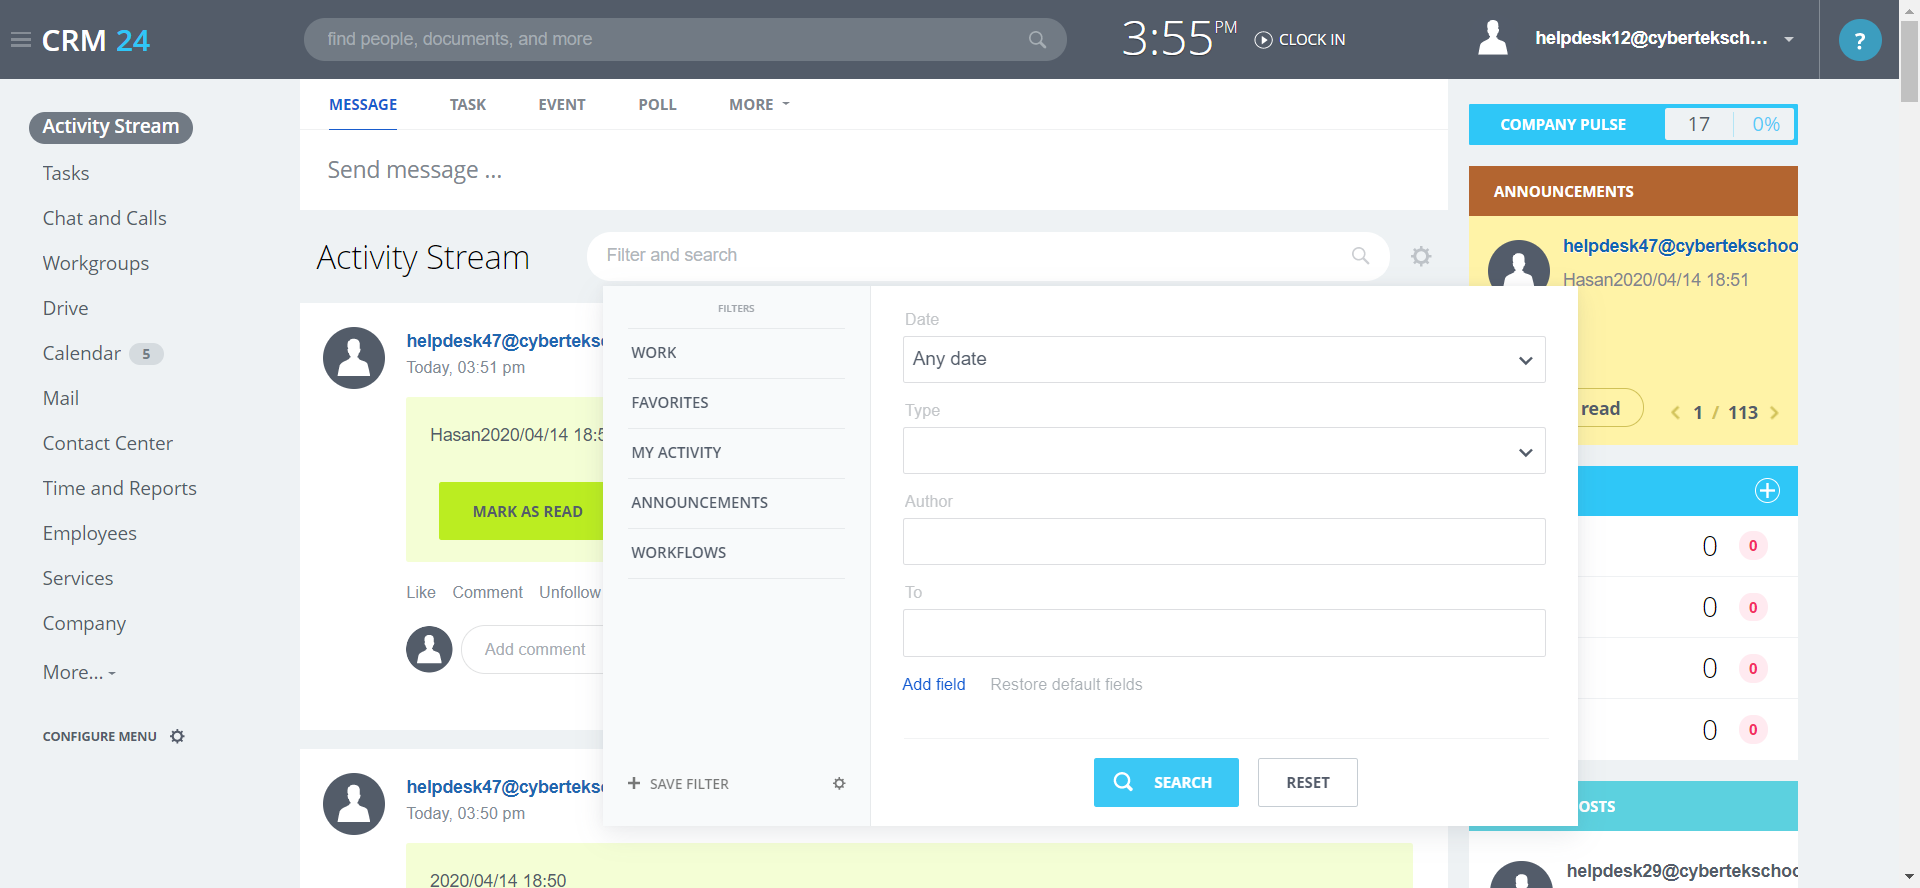 CRM 24
find people, documents, and more
3:55 PM
CLOCK IN
helpdesk12@cyberteksch...
?
Activity Stream
Tasks
Chat and Calls
Workgroups
Drive
Calendar 5
Mail
Contact Center
Time and Reports
Employees
Services
Company
More...
CONFIGURE MENU
MESSAGE TASK EVENT POLL MORE
Send message ...
Activity Stream
Filter and search
helpdesk47@cyberteks
Today, 03:51 pm
Hasan2020/04/14 18:5
MARK AS READ
Like Comment Unfollow
Add comment
helpdesk47@cyberteks
Today, 03:50 pm
2020/04/14 18:50
FILTERS
WORK
FAVORITES
MY ACTIVITY
ANNOUNCEMENTS
WORKFLOWS
+ SAVE FILTER
Date
Any date
Type
Author
To
Add field Restore default fields
SEARCH RESET
COMPANY PULSE 17 0%
ANNOUNCEMENTS
helpdesk47@cybertekschoo
Hasan2020/04/14 18:51
read
1 / 113
0 0
0 0
0 0
0 0
OSTS
helpdesk29@cybertekschoo